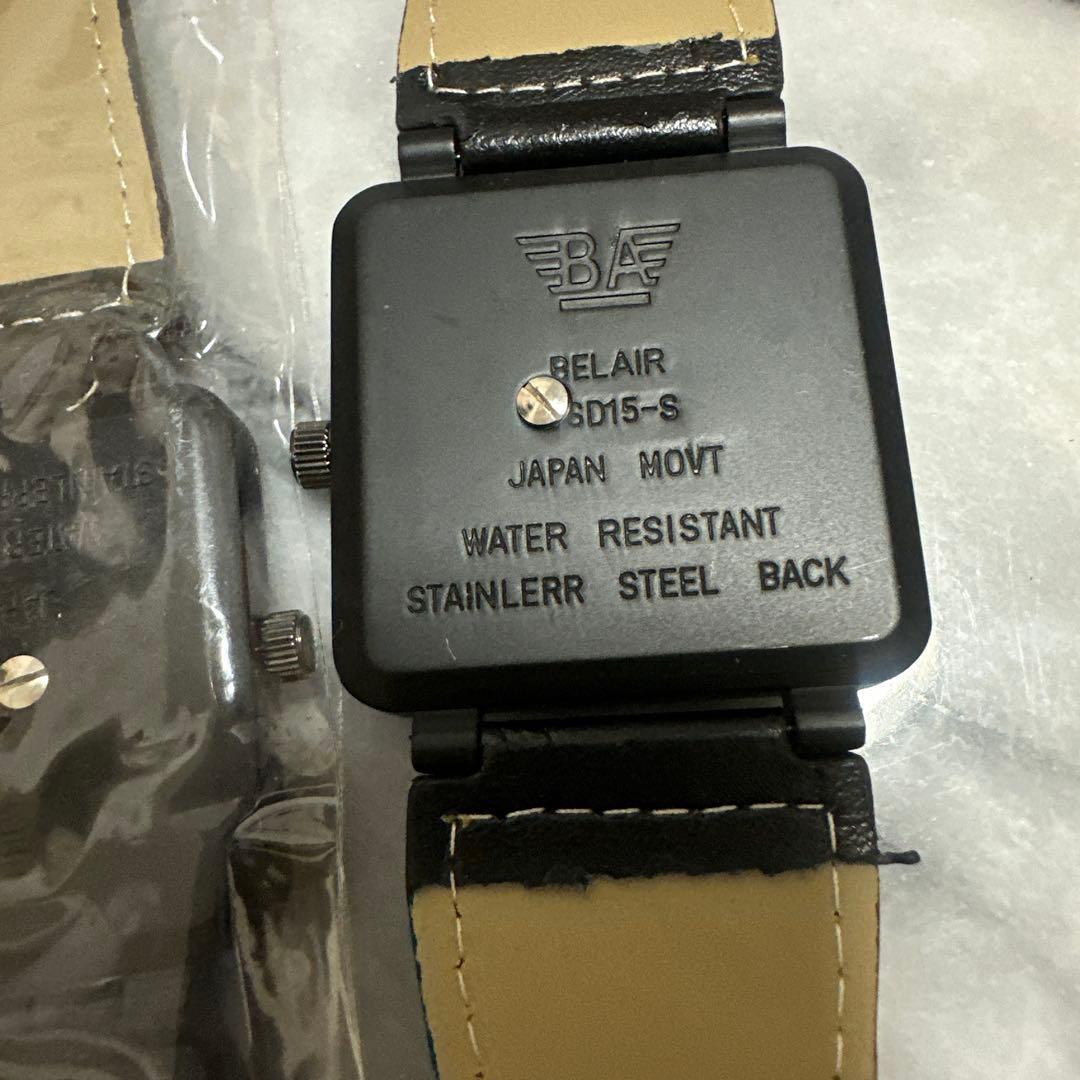 BA
BELAIR
SD15-S
JAPAN MOVT
WATER RESISTANT
STAINLERR STEEL BACK